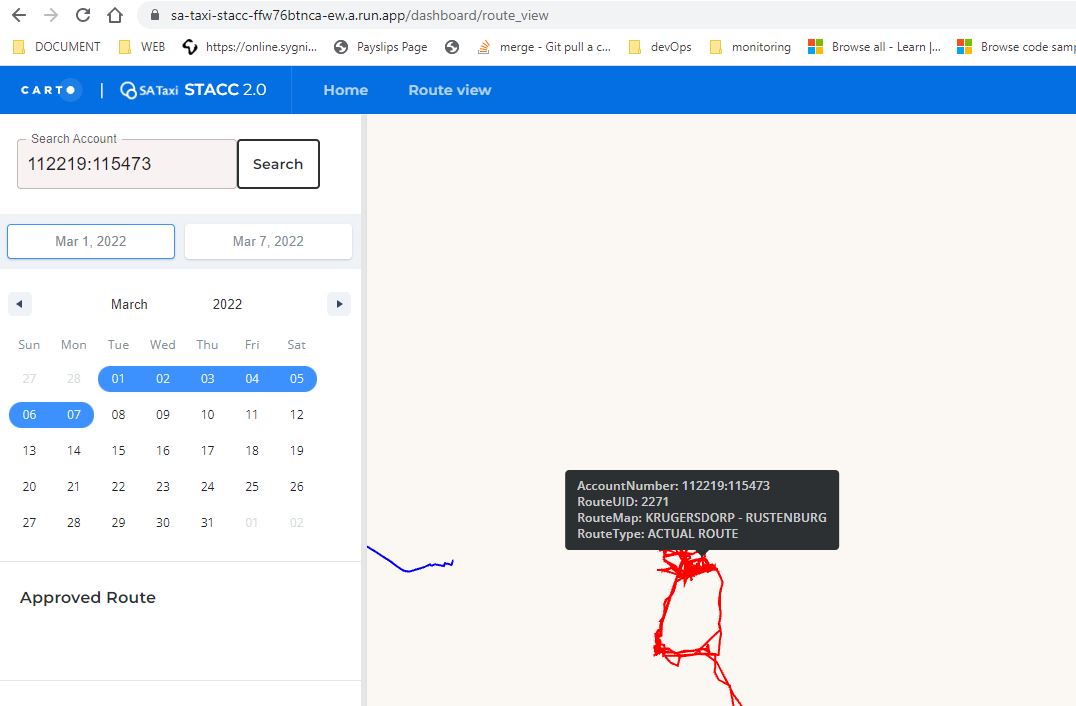 sa-taxi-stacc-ffw76btnca-ew.a.run.app/dashboard/route_view
DOCUMENT WEB https://online.sygni... Payslips Page merge - Git pull a c... devOps monitoring Browse all - Learn |... Browse code samp
CARTO | SA Taxi STACC 2.0 Home Route view
Search Account
112219:115473 Search
Mar 1, 2022 Mar 7, 2022
March 2022
Sun Mon Tue Wed Thu Fri Sat
27 28 01 02 03 04 05
06 07 08 09 10 11 12
13 14 15 16 17 18 19
20 21 22 23 24 25 26
27 28 29 30 31 01 02
AccountNumber: 112219:115473
RouteUID: 2271
RouteMap: KRUGERSDORP - RUSTENBURG
RouteType: ACTUAL ROUTE
Approved Route